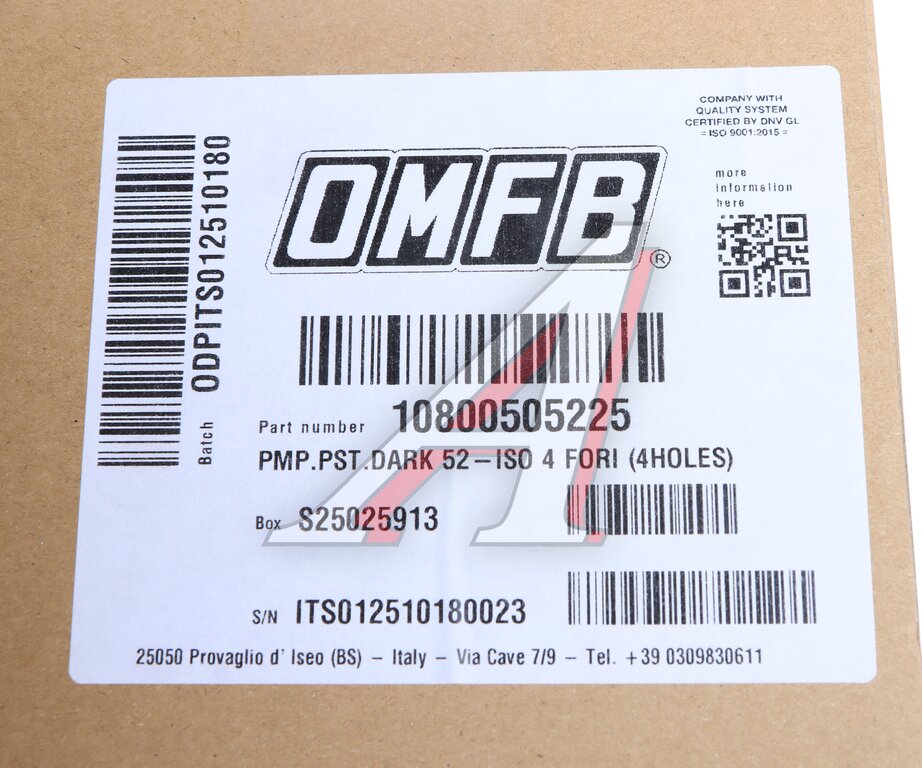 COMPANY WITH
QUALITY SYSTEM
CERTIFIED BY DNV GL
= ISO 9001:2015 =
OMFB®
more
information
here
Batch ODPITS012510180
Part number 10800505225
PMP.PST.DARK 52–ISO 4 FORI (4HOLES)
Box S25025913
S/N ITS012510180023
25050 Provaglio d' Iseo (BS) – Italy – Via Cave 7/9 – Tel. +39 0309830611